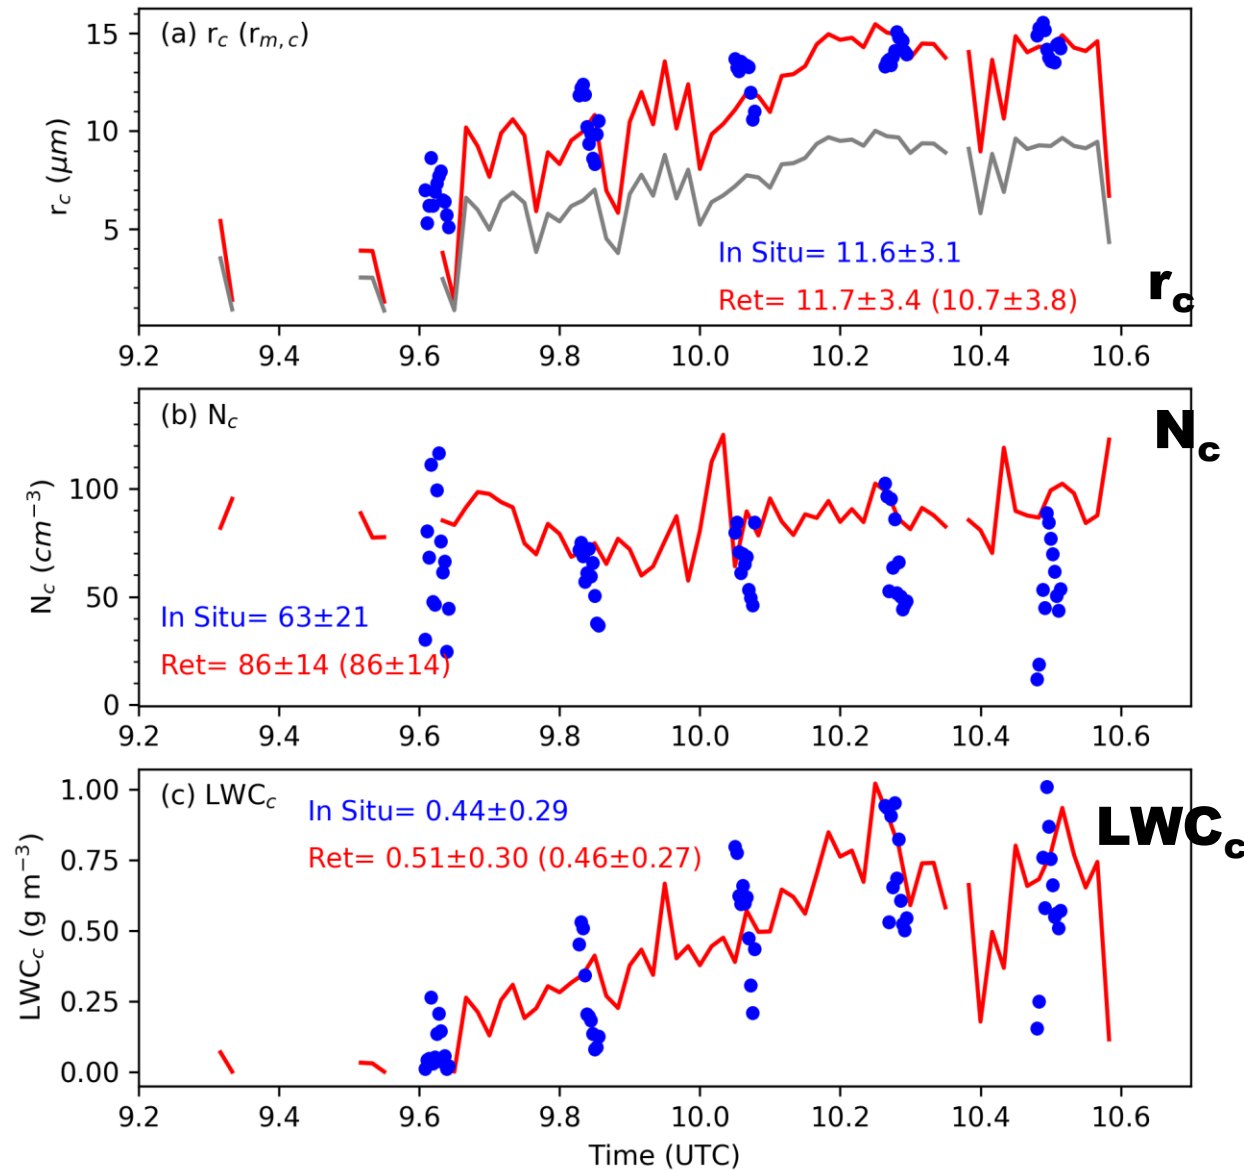 (a) r_c (r_m,c)
15
10
5
r_c (μm)
In Situ= 11.6±3.1
Ret= 11.7±3.4 (10.7±3.8)
r_c
9.2 9.4 9.6 9.8 10.0 10.2 10.4 10.6
(b) N_c
N_c
100
50
0
N_c (cm⁻³)
In Situ= 63±21
Ret= 86±14 (86±14)
9.2 9.4 9.6 9.8 10.0 10.2 10.4 10.6
(c) LWC_c
In Situ= 0.44±0.29
Ret= 0.51±0.30 (0.46±0.27)
LWC_c
1.00
0.75
0.50
0.25
0.00
LWC_c (g m⁻³)
9.2 9.4 9.6 9.8 10.0 10.2 10.4 10.6
Time (UTC)